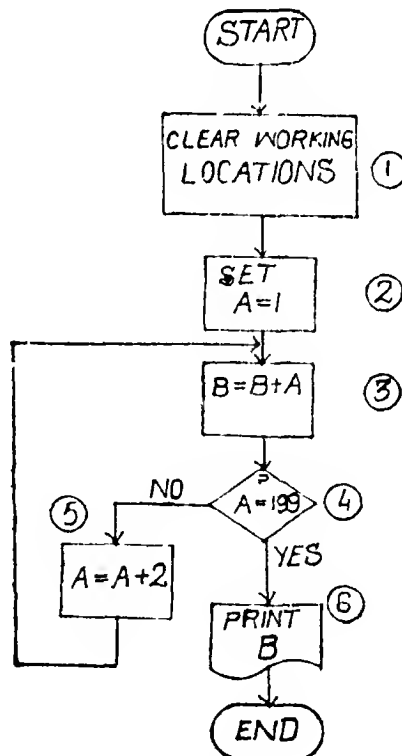 START
CLEAR WORKING
LOCATIONS
1
SET
A=1
2
B=B+A
3
?
A=199
4
NO
5
YES
A=A+2
6
PRINT
B
END